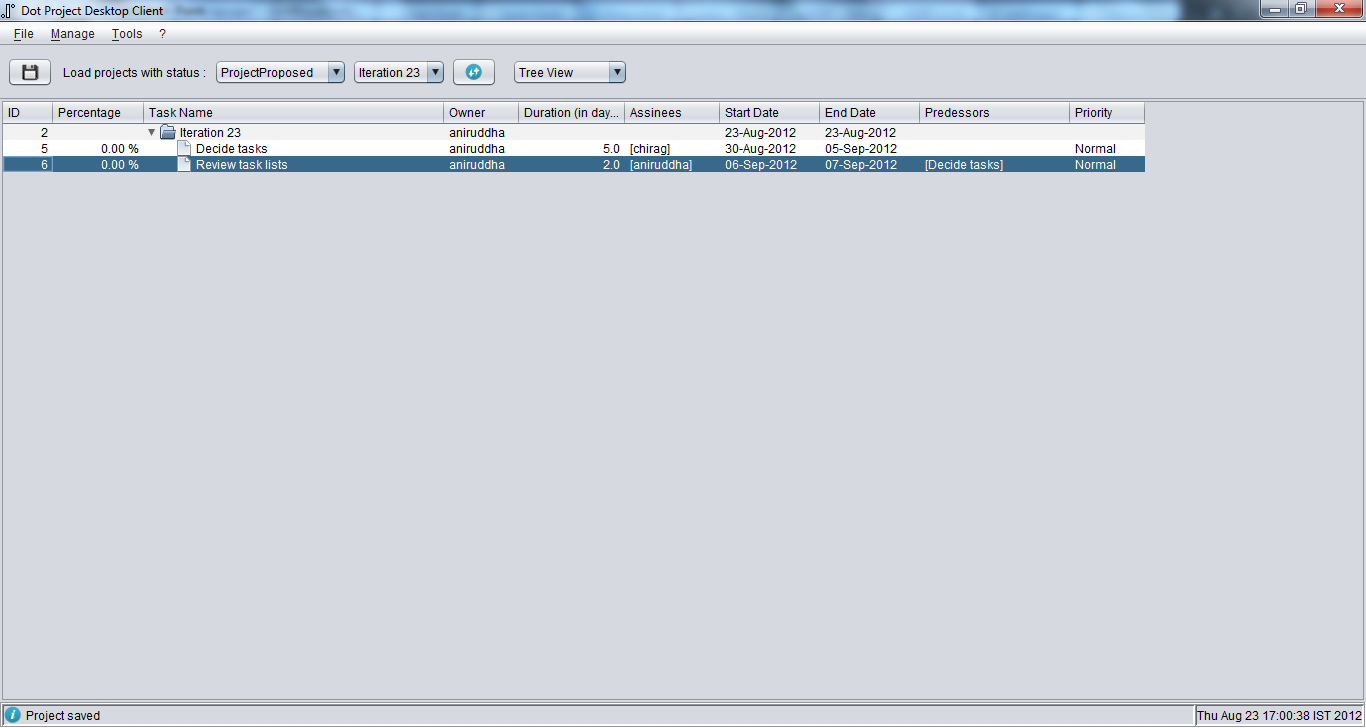 Dot Project Desktop Client
File Manage Tools ?
Load projects with status : ProjectProposed Iteration 23 Tree View
ID Percentage Task Name Owner Duration (in day... Assinees Start Date End Date Predessors Priority
2 Iteration 23 aniruddha 23-Aug-2012 23-Aug-2012
5 0.00 % Decide tasks aniruddha 5.0 [chirag] 30-Aug-2012 05-Sep-2012 Normal
6 0.00 % Review task lists aniruddha 2.0 [aniruddha] 06-Sep-2012 07-Sep-2012 [Decide tasks] Normal
Project saved Thu Aug 23 17:00:38 IST 2012